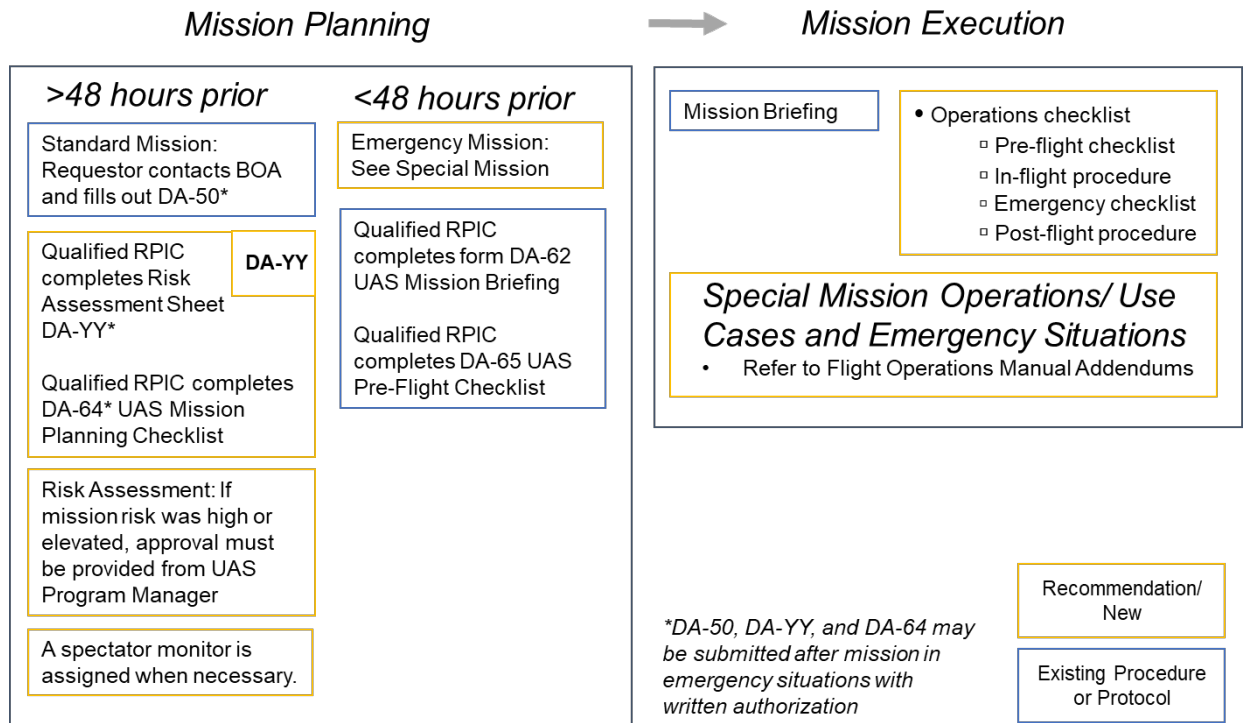 Mission Planning
Mission Execution
>48 hours prior
Standard Mission:
Requestor contacts BOA
and fills out DA-50*
Qualified RPIC
completes Risk
Assessment Sheet
DA-YY*
DA-YY
Qualified RPIC completes
DA-64* UAS Mission
Planning Checklist
Risk Assessment: If
mission risk was high or
elevated, approval must
be provided from UAS
Program Manager
A spectator monitor is
assigned when necessary.
<48 hours prior
Emergency Mission:
See Special Mission
Qualified RPIC
completes form DA-62
UAS Mission Briefing
Qualified RPIC
completes DA-65 UAS
Pre-Flight Checklist
Mission Briefing
• Operations checklist
▫ Pre-flight checklist
▫ In-flight procedure
▫ Emergency checklist
▫ Post-flight procedure
Special Mission Operations/ Use
Cases and Emergency Situations
• Refer to Flight Operations Manual Addendums
*DA-50, DA-YY, and DA-64 may
be submitted after mission in
emergency situations with
written authorization
Recommendation/
New
Existing Procedure
or Protocol